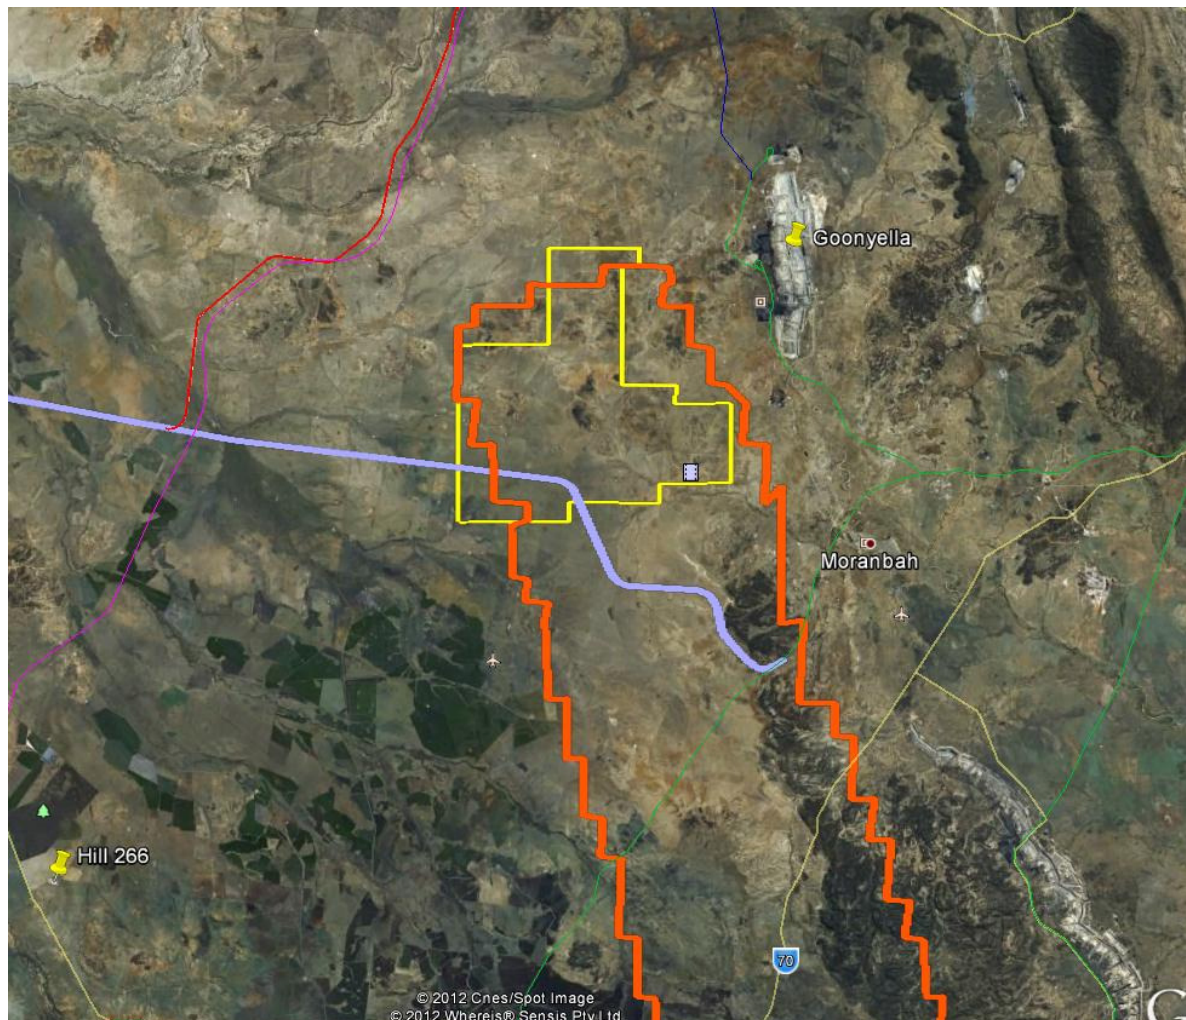 Goonyella
Moranbah
Hill 266
70
© 2012 Cnes/Spot Image
© 2012 Whereis® Sensis Pty Ltd
G